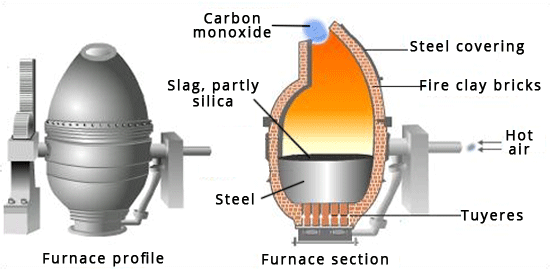 Carbon
monoxide
Steel covering
Slag, partly
silica
Fire clay bricks
Hot
air
Steel
Tuyeres
Furnace profile
Furnace section